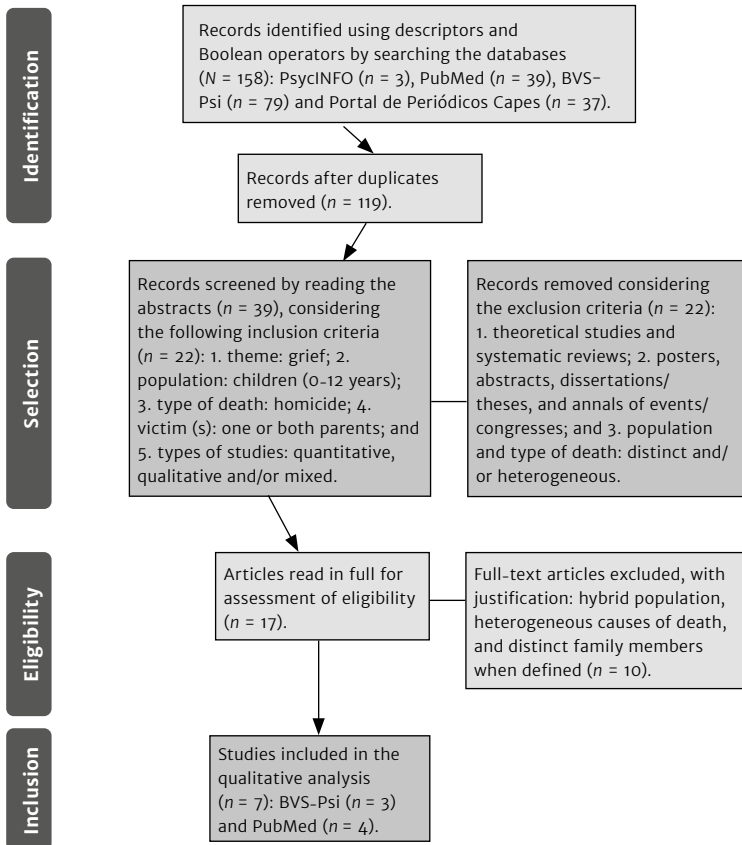 Identification
Records identified using descriptors and
Boolean operators by searching the databases
(N = 158): PsycINFO (n = 3), PubMed (n = 39), BVS-
Psi (n = 79) and Portal de Periódicos Capes (n = 37).
Records after duplicates
removed (n = 119).
Selection
Records screened by reading the
abstracts (n = 39), considering
the following inclusion criteria
(n = 22): 1. theme: grief; 2.
population: children (0-12 years);
3. type of death: homicide; 4.
victim (s): one or both parents; and
5. types of studies: quantitative,
qualitative and/or mixed.
Records removed considering
the exclusion criteria (n = 22):
1. theoretical studies and
systematic reviews; 2. posters,
abstracts, dissertations/
theses, and annals of events/
congresses; and 3. population
and type of death: distinct and/
or heterogeneous.
Eligibility
Articles read in full for
assessment of eligibility
(n = 17).
Full-text articles excluded, with
justification: hybrid population,
heterogeneous causes of death,
and distinct family members
when defined (n = 10).
Inclusion
Studies included in the
qualitative analysis
(n = 7): BVS-Psi (n = 3)
and PubMed (n = 4).